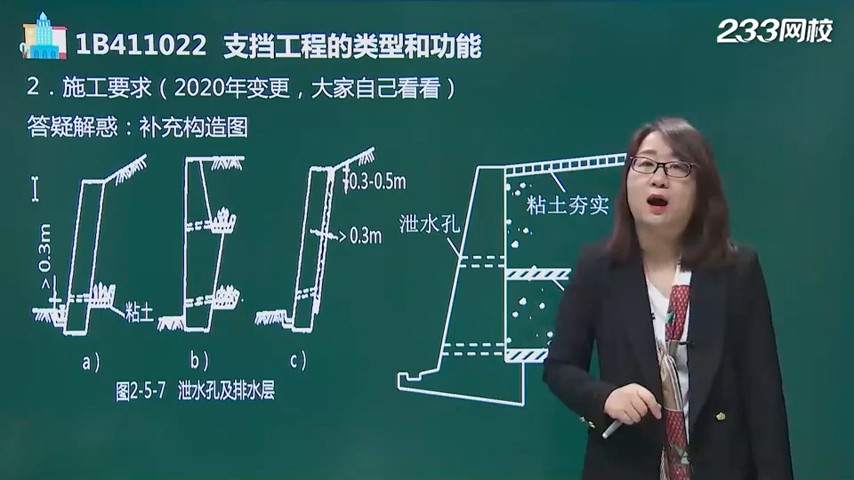 1B411022 支挡工程的类型和功能
233网校
2．施工要求（2020年变更，大家自己看看）
答疑解惑：补充构造图
0.3-0.5m
> 0.3m
> 0.3m
粘土
a）
b）
c）
图2-5-7 泄水孔及排水层
泄水孔
粘土夯实